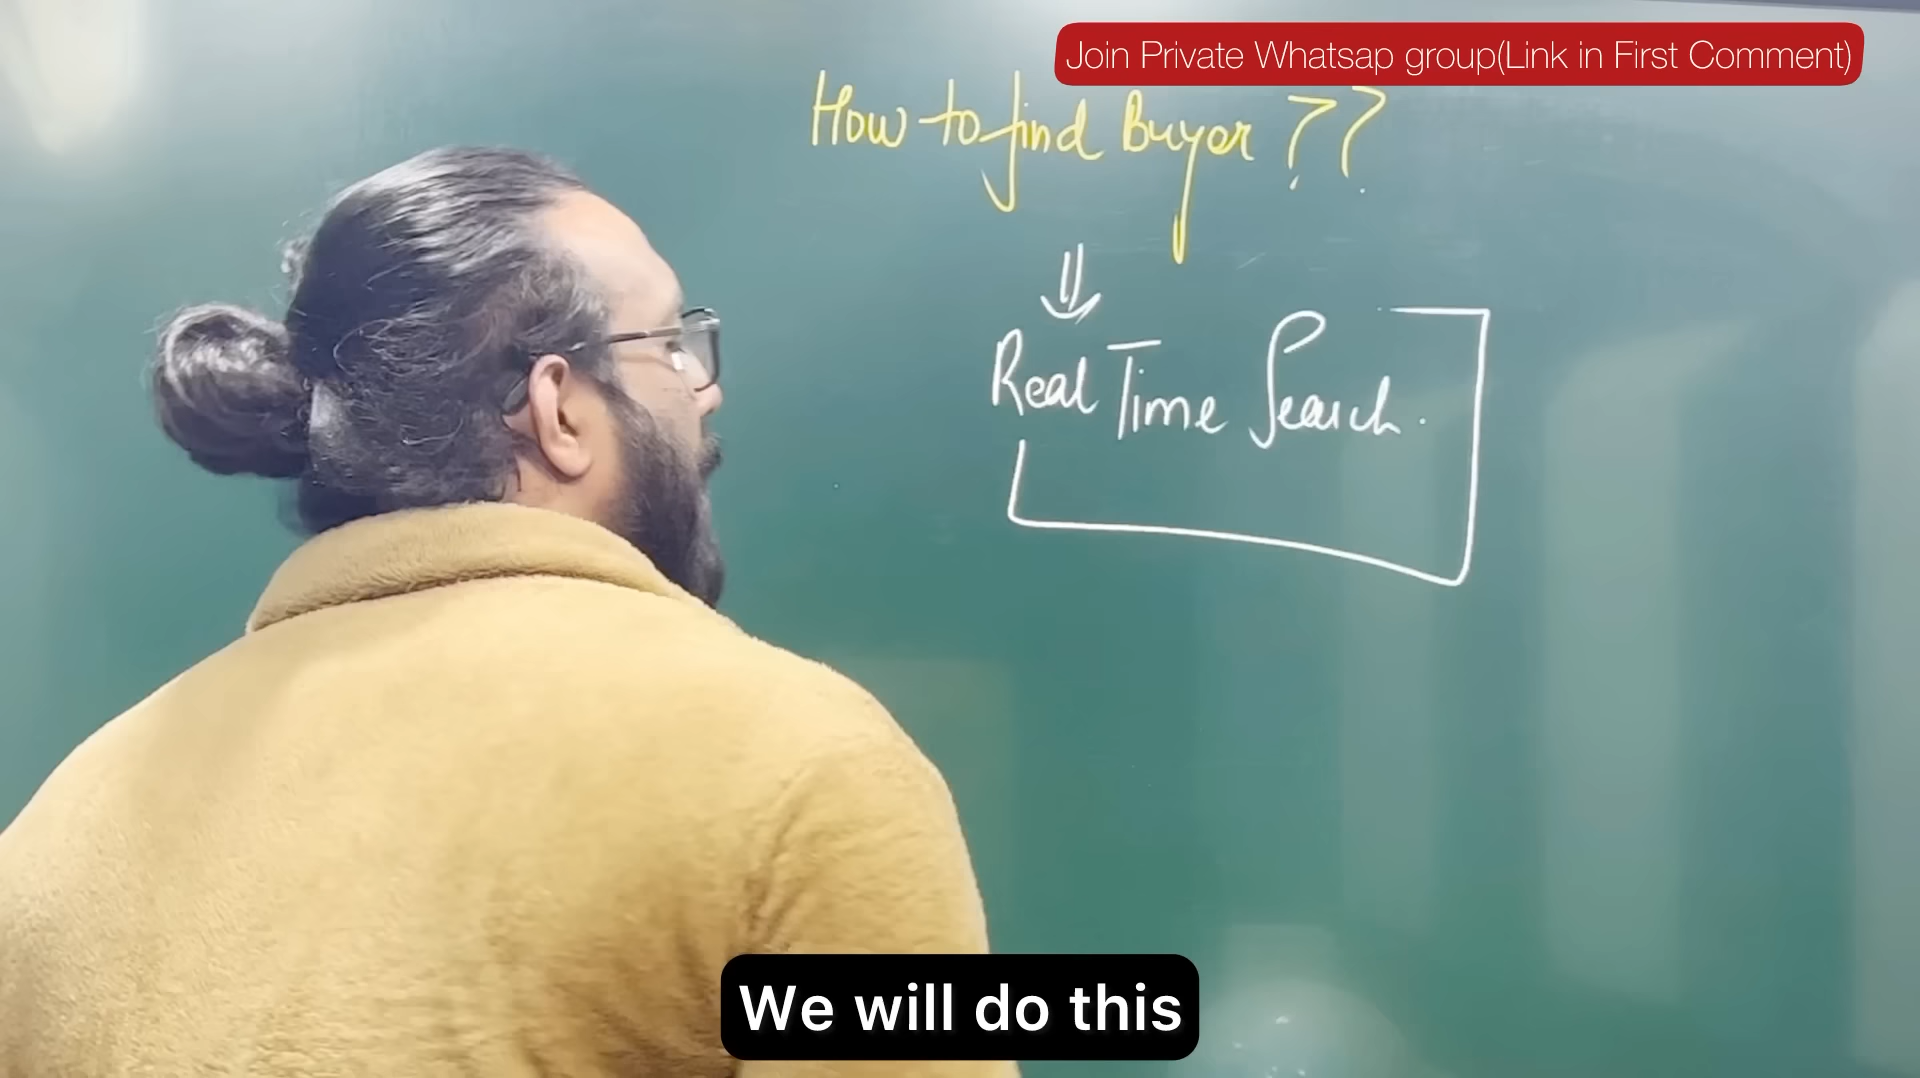 Join Private Whatsap group(Link in First Comment)
How to find Buyer ??
Real Time Search.
We will do this